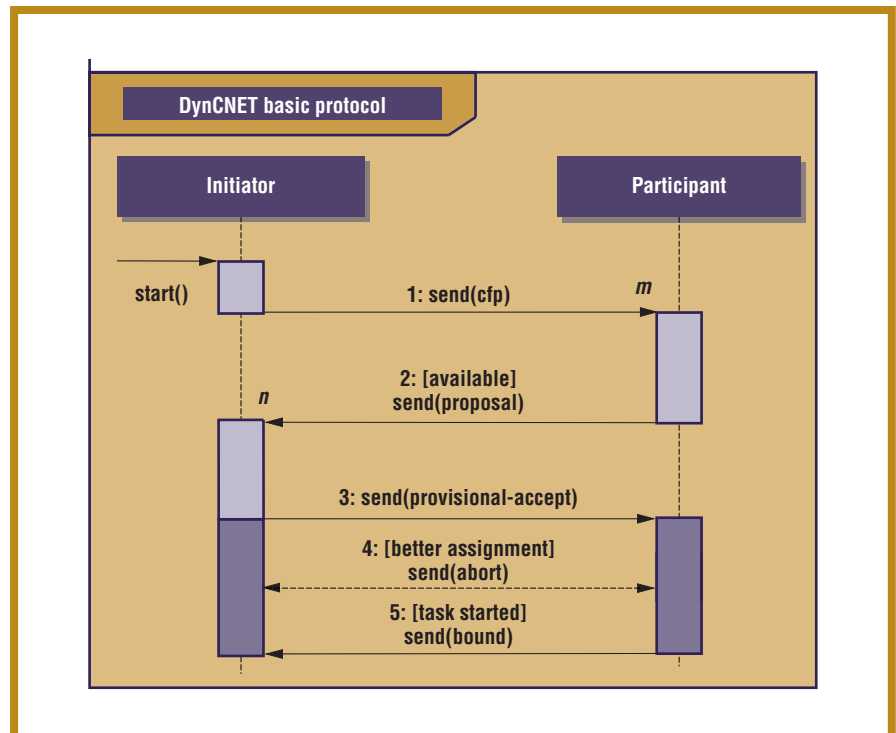 DynCNET basic protocol
Initiator
Participant
start()
1: send(cfp)
m
2: [available]
send(proposal)
n
3: send(provisional-accept)
4: [better assignment]
send(abort)
5: [task started]
send(bound)